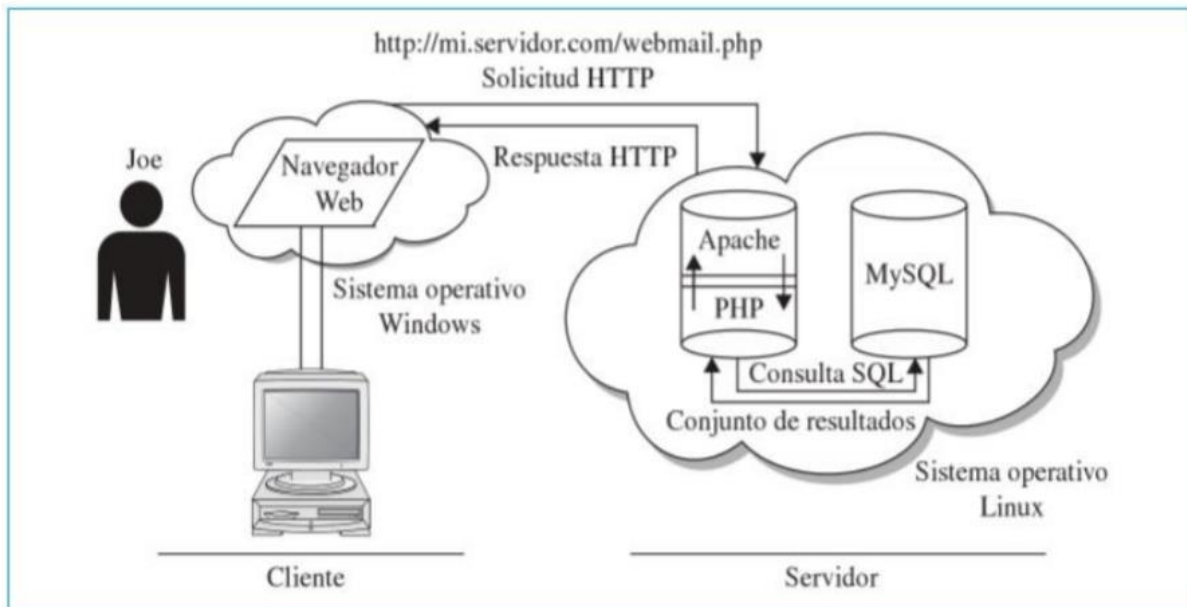 http://mi.servidor.com/webmail.php
Solicitud HTTP
Respuesta HTTP
Joe
Navegador
Web
Sistema operativo
Windows
Apache
PHP
MySQL
Consulta SQL
Conjunto de resultados
Sistema operativo
Linux
Cliente
Servidor